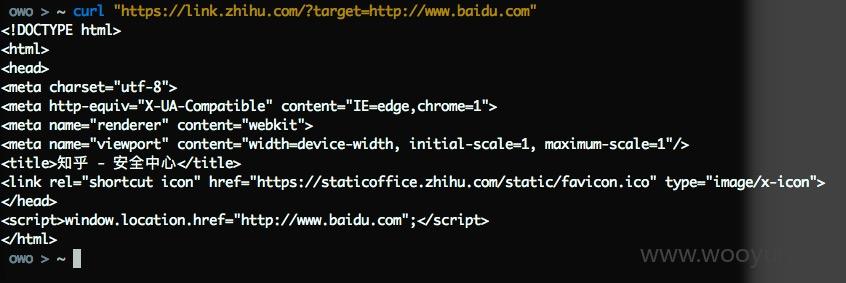 owo > ~ curl "https://link.zhihu.com/?target=http://www.baidu.com"
<!DOCTYPE html>
<html>
<head>
<meta charset="utf-8">
<meta http-equiv="X-UA-Compatible" content="IE=edge,chrome=1">
<meta name="renderer" content="webkit">
<meta name="viewport" content="width=device-width, initial-scale=1, maximum-scale=1"/>
<title>知乎 - 安全中心</title>
<link rel="shortcut icon" href="https://staticoffice.zhihu.com/static/favicon.ico" type="image/x-icon">
</head>
<script>window.location.href="http://www.baidu.com";</script>
</html>
owo > ~